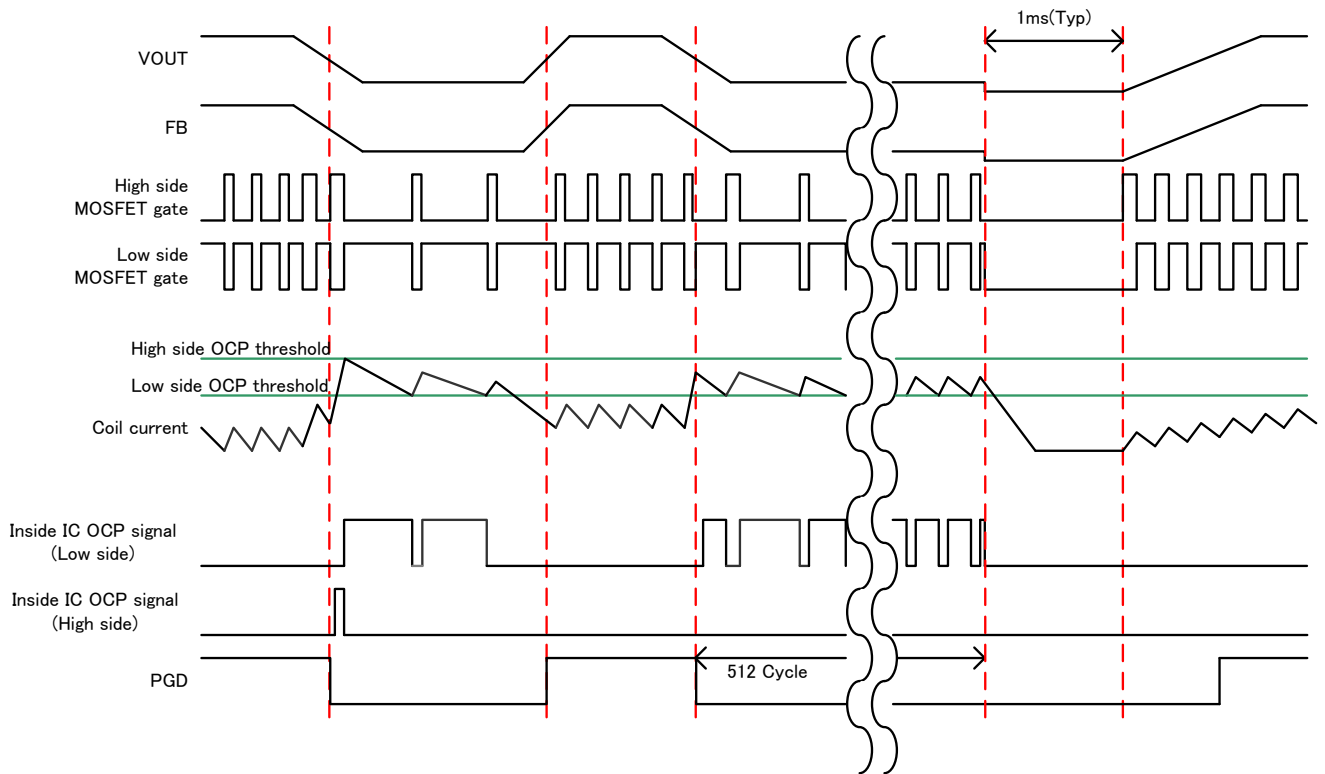 1ms(Typ)
VOUT
FB
High side
MOSFET gate
Low side
MOSFET gate
High side OCP threshold
Low side OCP threshold
Coil current
Inside IC OCP signal
(Low side)
Inside IC OCP signal
(High side)
PGD
512 Cycle